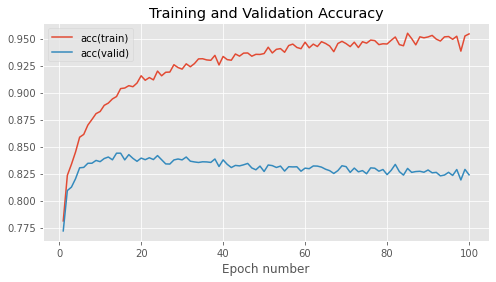 Training and Validation Accuracy
acc(train)
acc(valid)
0.950
0.925
0.900
0.875
0.850
0.825
0.800
0.775
0 20 40 60 80 100
Epoch number